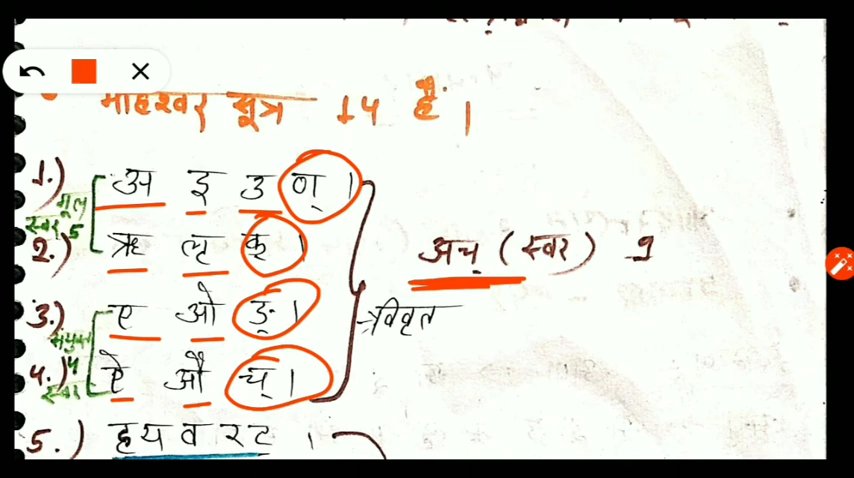 माहेश्वर सूत्र 14 है।
1.) अ इ उ ण्।
मूल स्वर 5
2.) ऋ ऌ क्।
अच् (स्वर) 9
3.) ए ओ ङ्।
→ विवृत
संयुक्त 4 स्वर
4.) ऐ औ च्।
5.) ह य व र ट ।